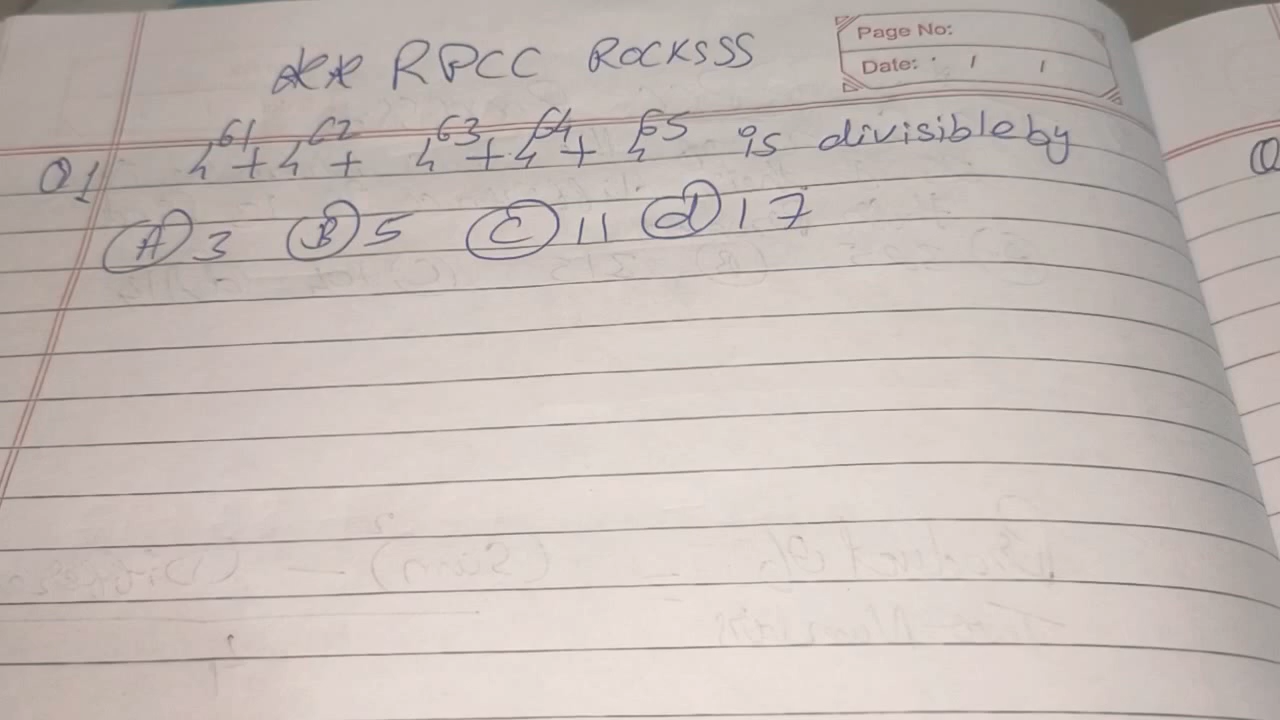 RPCC ROCKSSS
Page No:
Date: / /
Q1 4^61 + 4^62 + 4^63 + 4^64 + 4^65 is divisible by
(A) 3 (B) 5 (C) 11 (d) 17
Q